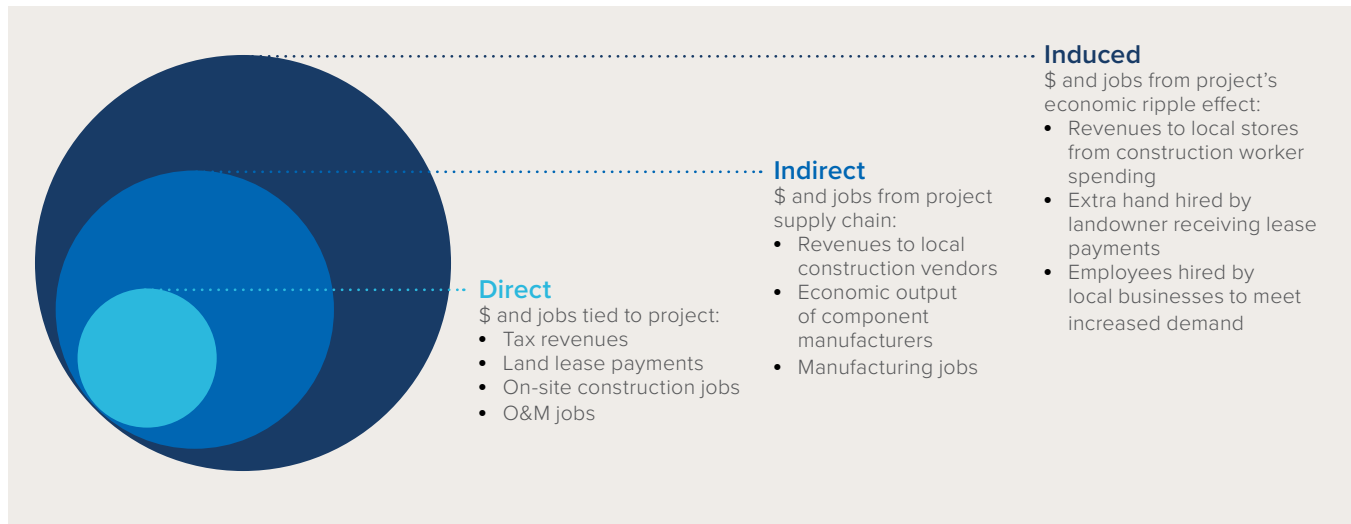 Induced
$ and jobs from project’s
economic ripple effect:
• Revenues to local stores
from construction worker
spending
• Extra hand hired by
landowner receiving lease
payments
• Employees hired by
local businesses to meet
increased demand
Indirect
$ and jobs from project
supply chain:
• Revenues to local
construction vendors
• Economic output
of component
manufacturers
• Manufacturing jobs
Direct
$ and jobs tied to project:
• Tax revenues
• Land lease payments
• On-site construction jobs
• O&M jobs